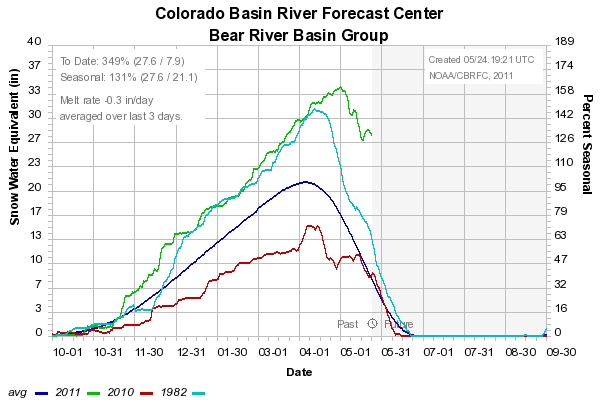 Colorado Basin River Forecast Center
Bear River Basin Group
To Date: 349% (27.6 / 7.9)
Seasonal: 131% (27.6 / 21.1)
Melt rate -0.3 in/day
averaged over last 3 days.
Created 05/24.19:21 UTC
NOAA/CBRFC, 2011
Snow Water Equivalent (in)
40
37
33
30
27
23
20
17
13
10
7
3
0
Percent Seasonal
189
174
158
142
126
110
95
79
63
47
32
16
0
Past
Future
10-01 10-31 11-30 12-31 01-30 03-01 04-01 05-01 05-31 07-01 07-31 08-30 09-30
Date
avg 2011 2010 1982